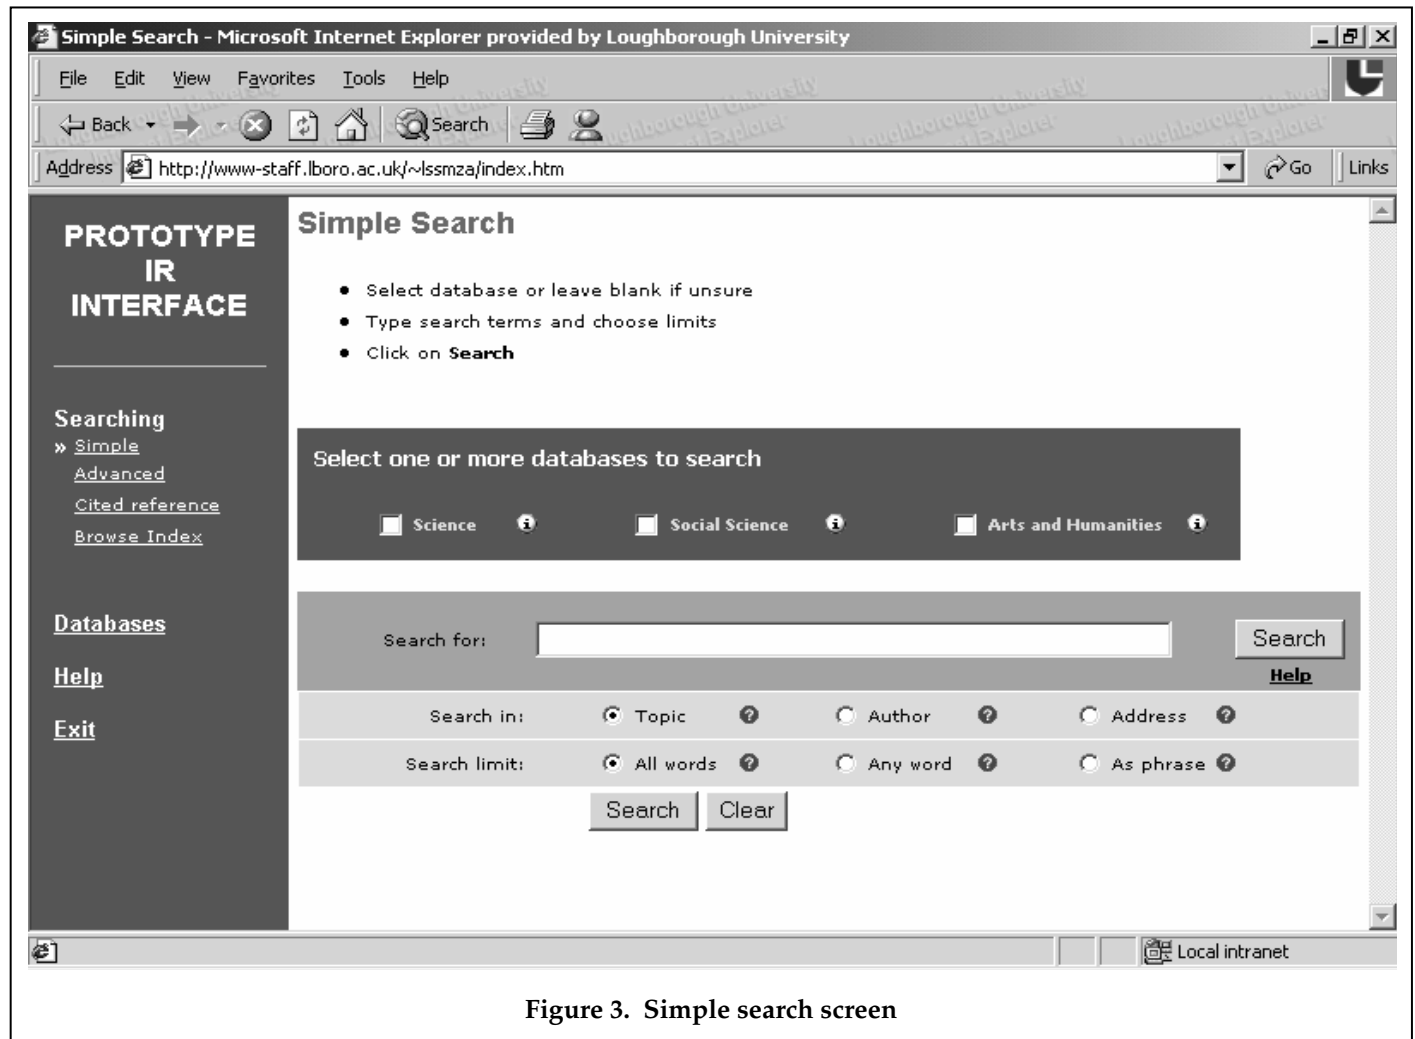 Simple Search - Microsoft Internet Explorer provided by Loughborough University
File Edit View Favorites Tools Help
Back Search
Address http://www-staff.lboro.ac.uk/~lssmza/index.htm Go Links
PROTOTYPE
IR
INTERFACE
Searching
» Simple
Advanced
Cited reference
Browse Index
Databases
Help
Exit
Simple Search
• Select database or leave blank if unsure
• Type search terms and choose limits
• Click on Search
Select one or more databases to search
Science Social Science Arts and Humanities
Search for: Search
Help
Search in: Topic ? Author ? Address ?
Search limit: All words ? Any word ? As phrase ?
Search Clear
Local intranet
Figure 3. Simple search screen